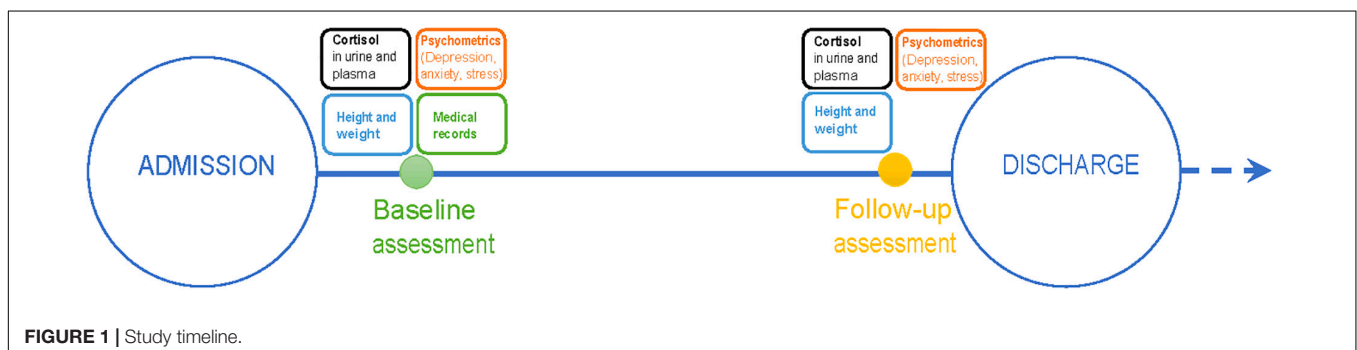 ADMISSION
Cortisol
in urine and
plasma
Psychometrics
(Depression,
anxiety, stress)
Height and
weight
Medical
records
Baseline
assessment
Cortisol
in urine and
plasma
Psychometrics
(Depression,
anxiety, stress)
Height and
weight
Follow-up
assessment
DISCHARGE
FIGURE 1 | Study timeline.